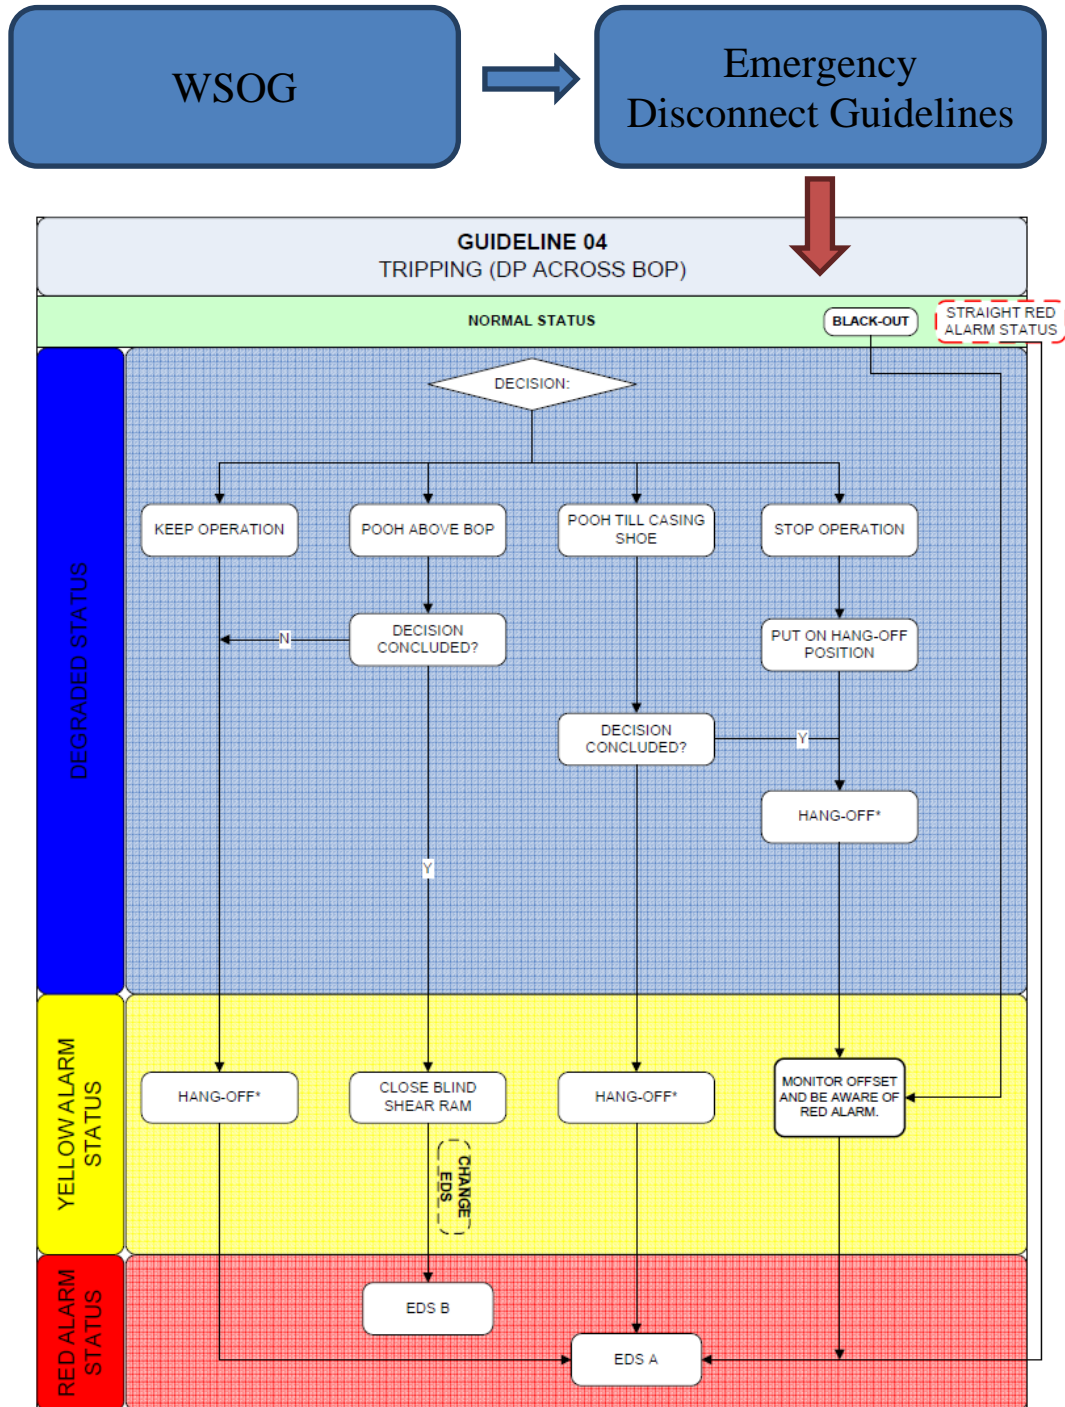 WSOG
Emergency
Disconnect Guidelines
GUIDELINE 04
TRIPPING (DP ACROSS BOP)
NORMAL STATUS
BLACK-OUT
STRAIGHT RED
ALARM STATUS
DEGRADED STATUS
DECISION:
KEEP OPERATION
POOH ABOVE BOP
POOH TILL CASING
SHOE
STOP OPERATION
N
DECISION
CONCLUDED?
PUT ON HANG-OFF
POSITION
DECISION
CONCLUDED?
Y
HANG-OFF*
Y
YELLOW ALARM
STATUS
HANG-OFF*
CLOSE BLIND
SHEAR RAM
HANG-OFF*
MONITOR OFFSET
AND BE AWARE OF
RED ALARM.
CHANGE
EDS
RED ALARM
STATUS
EDS B
EDS A